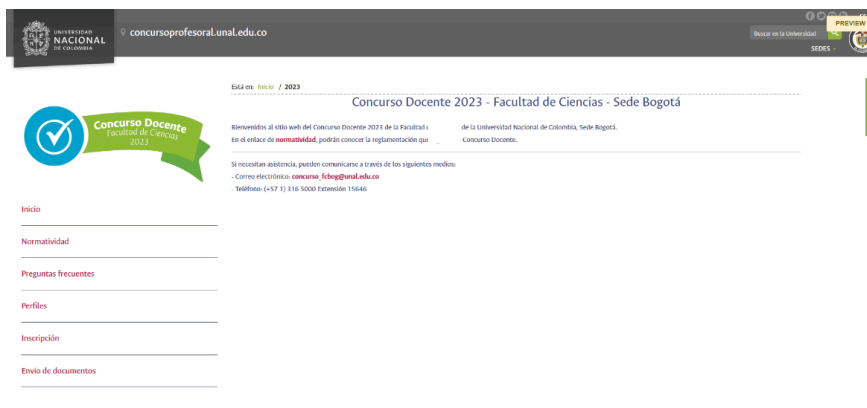 UNIVERSIDAD
NACIONAL
DE COLOMBIA
concursoprofesoral.unal.edu.co
Buscar en la Universidad
PREVIEW
SEDES
Está en: Inicio / 2023
Concurso Docente 2023 - Facultad de Ciencias - Sede Bogotá
Bienvenidos al sitio web del Concurso Docente 2023 de la Facultad de la Universidad Nacional de Colombia, Sede Bogotá.
En el enlace de normatividad, podrán conocer la reglamentación que Concurso Docente.
Si necesitan asistencia, pueden comunicarse a través de los siguientes medios:
- Correo electrónico: concurso_fcbog@unal.edu.co
- Teléfono: (+57 1) 316 5000 Extensión 15646
Concurso Docente
Facultad de Ciencias
2023
Inicio
Normatividad
Preguntas frecuentes
Perfiles
Inscripción
Envío de documentos